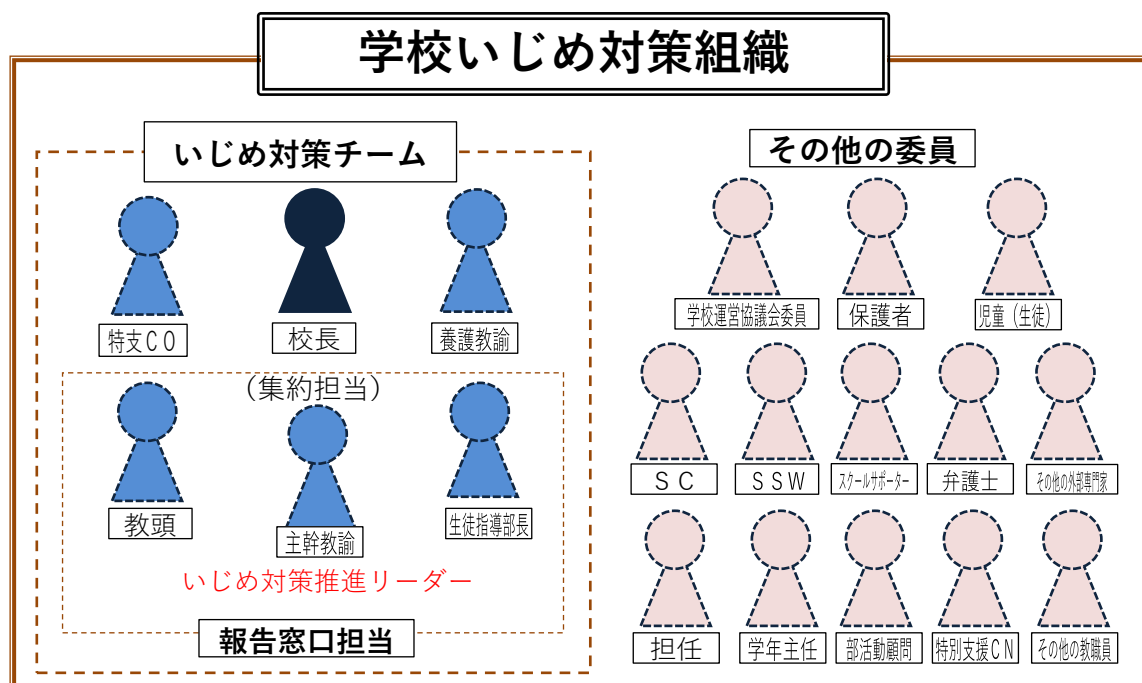 学校いじめ対策組織
いじめ対策チーム
特支ＣＯ
校長
養護教諭
（集約担当）
教頭
主幹教諭
生徒指導部長
いじめ対策推進リーダー
報告窓口担当
その他の委員
学校運営協議会委員
保護者
児童（生徒）
ＳＣ
ＳＳＷ
スクールサポーター
弁護士
その他の外部専門家
担任
学年主任
部活動顧問
特別支援ＣＮ
その他の教職員